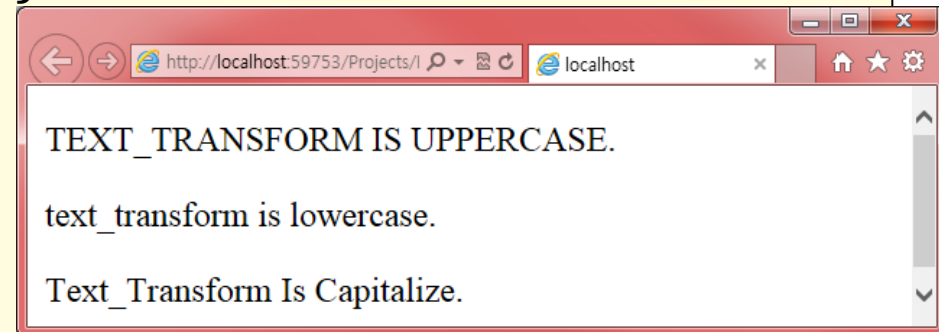 http://localhost:59753/Projects/l
localhost
TEXT_TRANSFORM IS UPPERCASE.
text_transform is lowercase.
Text_Transform Is Capitalize.